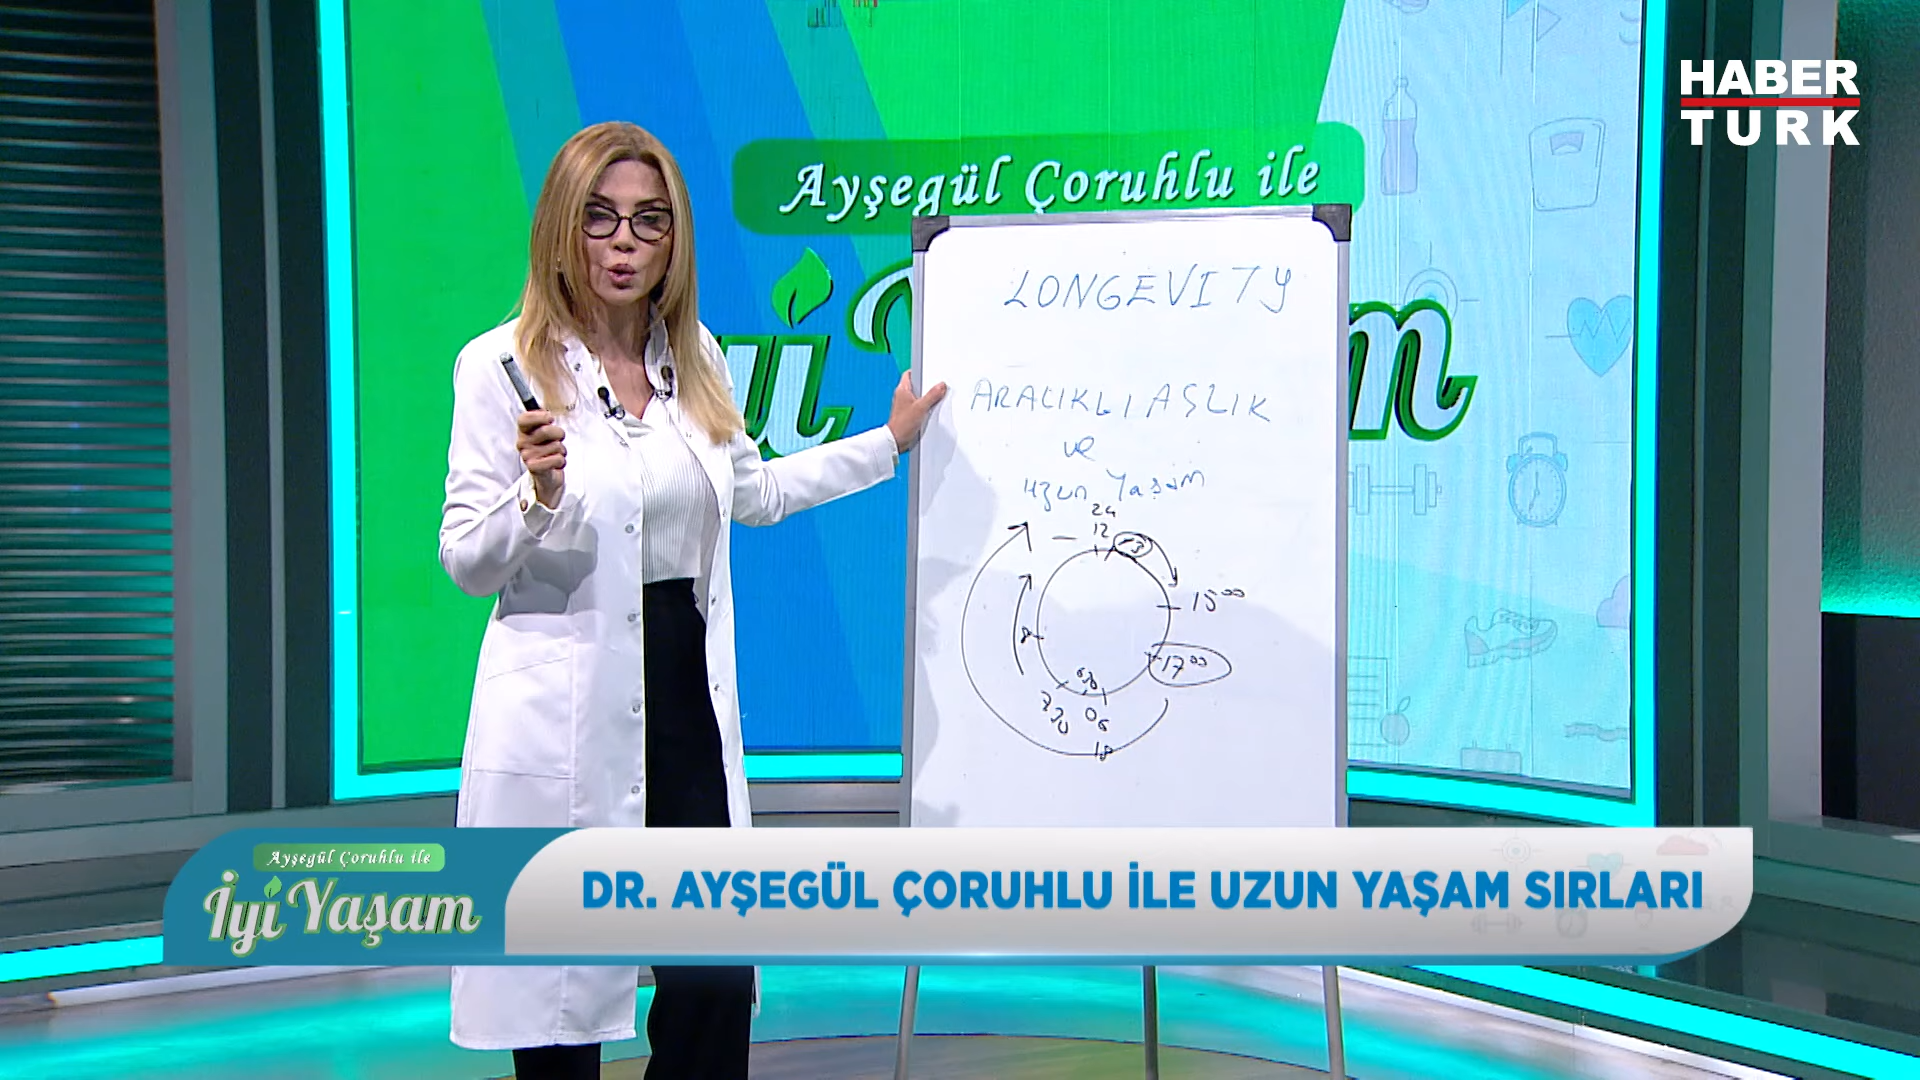 HABER
TURK
Ayşegül Çoruhlu ile
LONGEVITY
ARALIKLI AÇLIK
ve
uzun Yaşam
24
12
13
15⁰⁰
17⁰⁰
06
18
Ayşegül Çoruhlu ile
İyi Yaşam
DR. AYŞEGÜL ÇORUHLU İLE UZUN YAŞAM SIRLARI